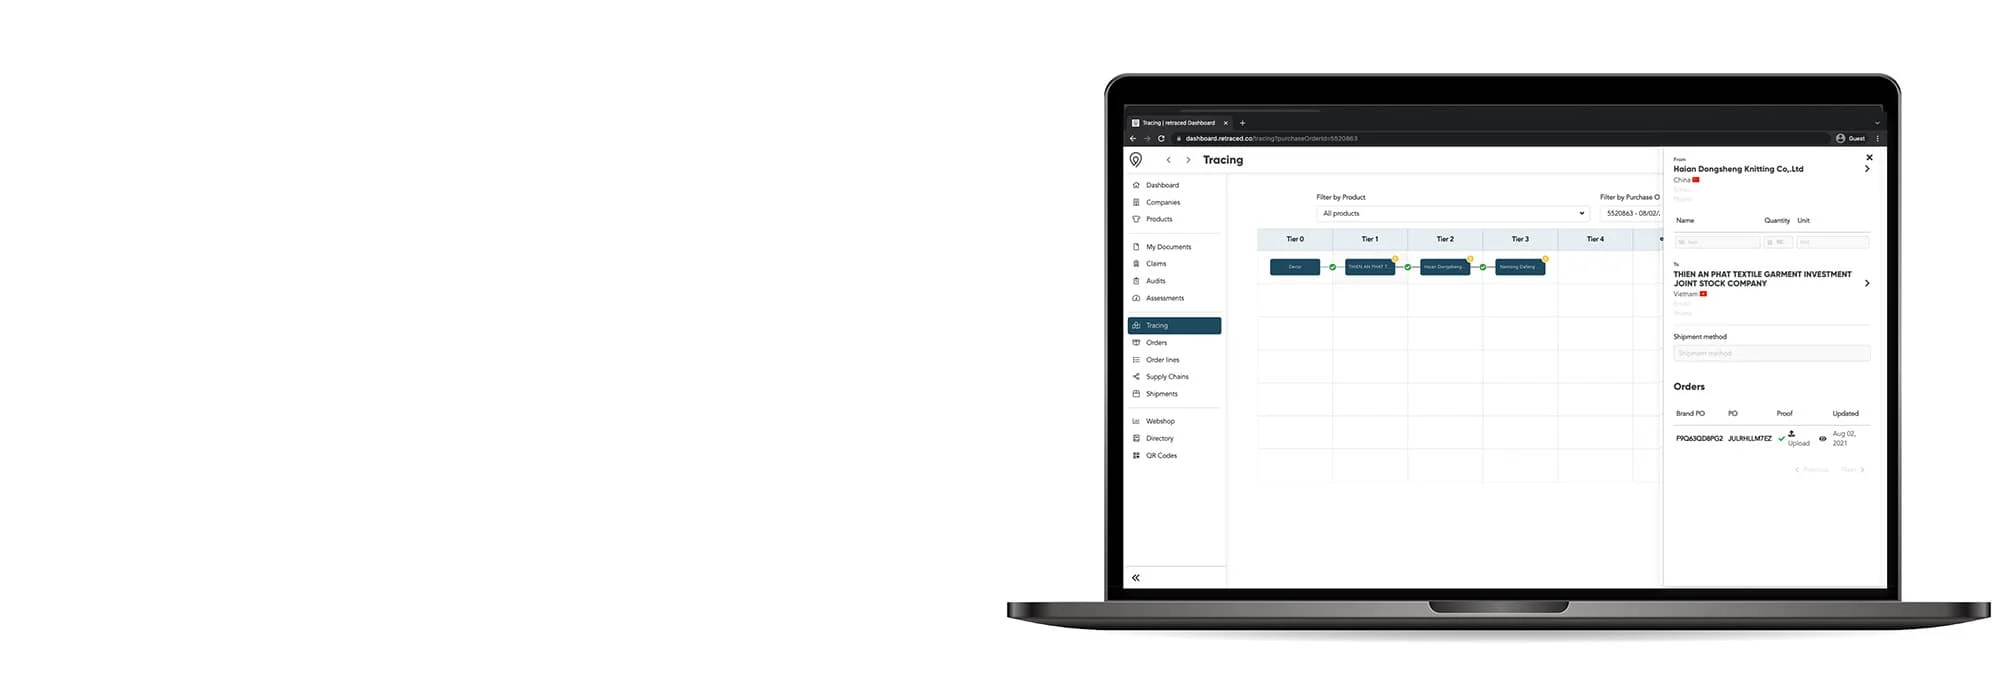 Tracing | retraced Dashboard
dashboard.retraced.co/tracing?purchaseOrderId=5520863
Guest
Tracing
Dashboard
Companies
Products
My Documents
Claims
Audits
Assessments
Tracing
Orders
Order lines
Supply Chains
Shipments
Webshop
Directory
QR Codes
Filter by Product
All products
Filter by Purchase O
5520863 - 08/02/
Tier 0 Tier 1 Tier 2 Tier 3 Tier 4
THIEN AN PHAT T... Haian Dongsheng... Nantong Dafeng
From
Haian Dongsheng Knitting Co,.Ltd
China
Name Quantity Unit
To
THIEN AN PHAT TEXTILE GARMENT INVESTMENT
JOINT STOCK COMPANY
Vietnam
Shipment method
Shipment method
Orders
Brand PO PO Proof Updated
F9Q63QD8PG2 JULRHLLM7EZ Upload Aug 02,
2021
Previous Next